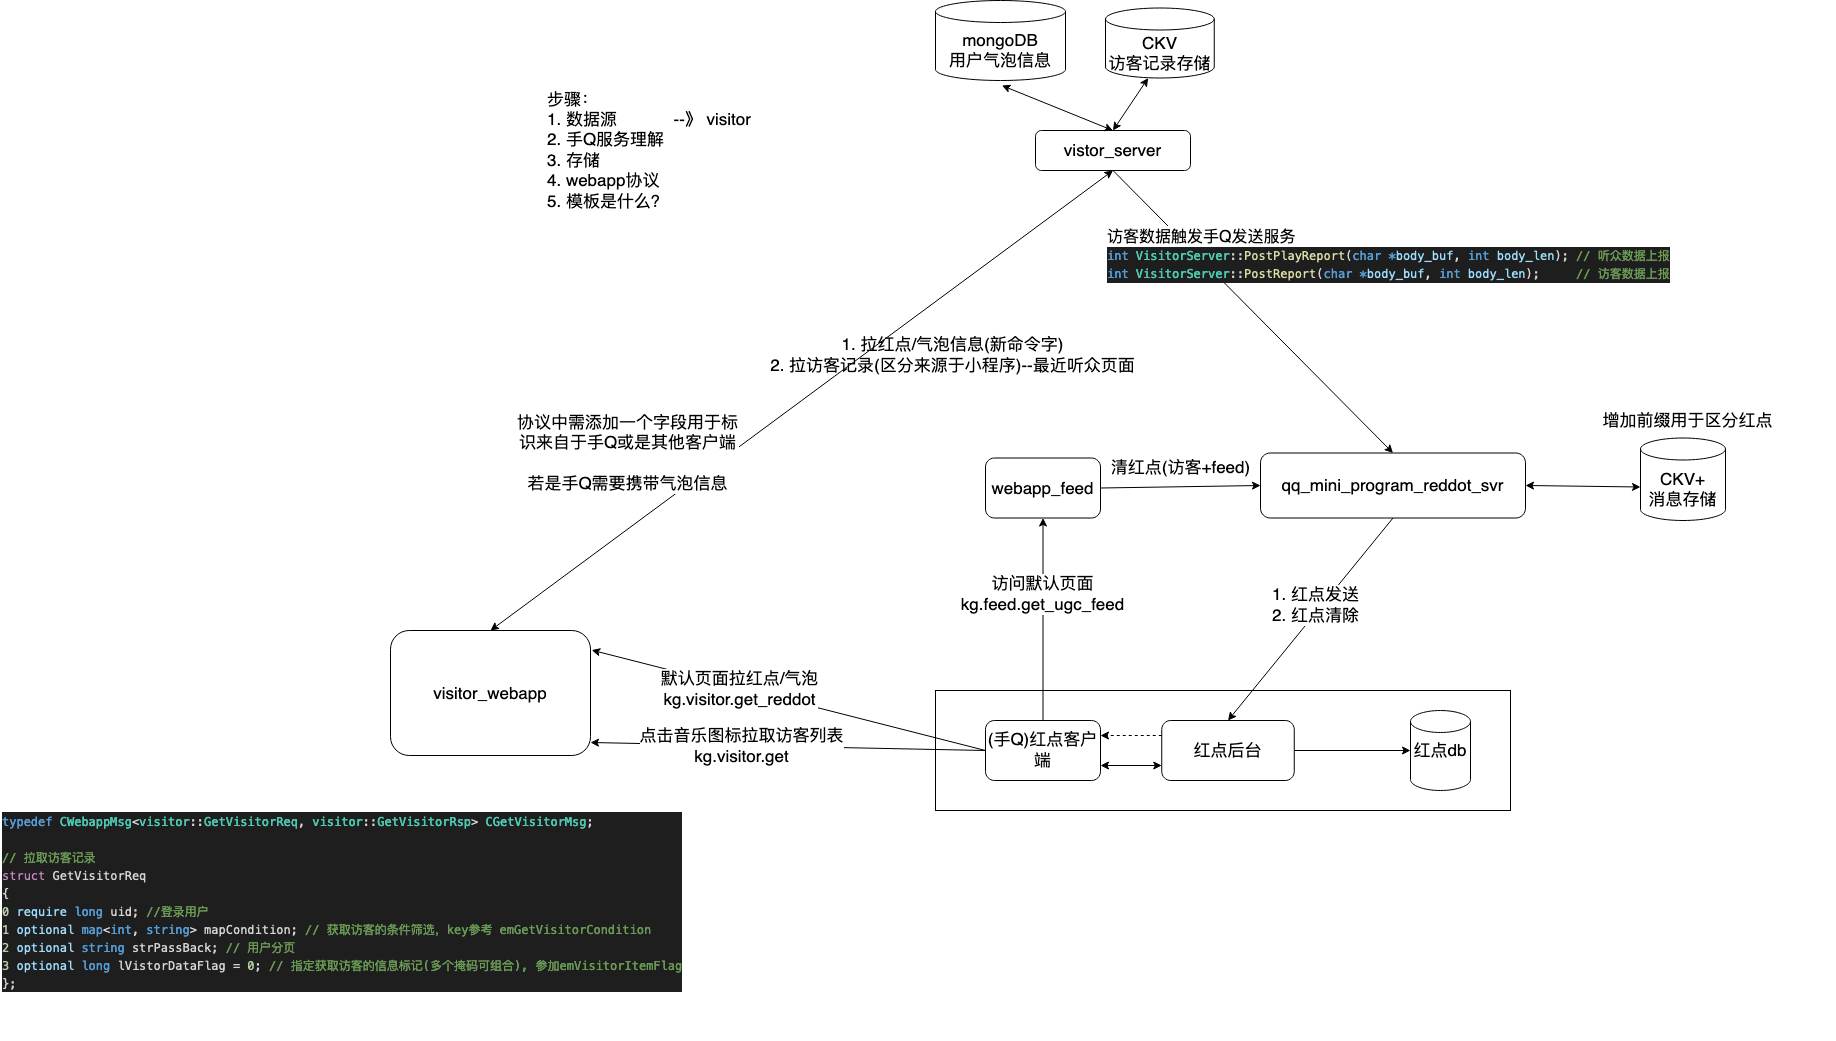 mongoDB
用户气泡信息
CKV
访客记录存储
步骤：
1. 数据源 --》 visitor
2. 手Q服务理解
3. 存储
4. webapp协议
5. 模板是什么?
vistor_server
访客数据触发手Q发送服务
int VisitorServer::PostPlayReport(char *body_buf, int body_len); // 听众数据上报
int VisitorServer::PostReport(char *body_buf, int body_len); // 访客数据上报
1. 拉红点/气泡信息(新命令字)
2. 拉访客记录(区分来源于小程序)--最近听众页面
协议中需添加一个字段用于标
识来自于手Q或是其他客户端
若是手Q需要携带气泡信息
增加前缀用于区分红点
CKV+
消息存储
webapp_feed
清红点(访客+feed)
qq_mini_program_reddot_svr
访问默认页面
kg.feed.get_ugc_feed
1. 红点发送
2. 红点清除
visitor_webapp
默认页面拉红点/气泡
kg.visitor.get_reddot
点击音乐图标拉取访客列表
kg.visitor.get
(手Q)红点客户
端
红点后台
红点db
typedef CWebappMsg<visitor::GetVisitorReq, visitor::GetVisitorRsp> CGetVisitorMsg;
// 拉取访客记录
struct GetVisitorReq
{
0 require long uid; //登录用户
1 optional map<int, string> mapCondition; // 获取访客的条件筛选, key参考 emGetVisitorCondition
2 optional string strPassBack; // 用户分页
3 optional long lVistorDataFlag = 0; // 指定获取访客的信息标记(多个掩码可组合), 参加emVisitorItemFlag
};